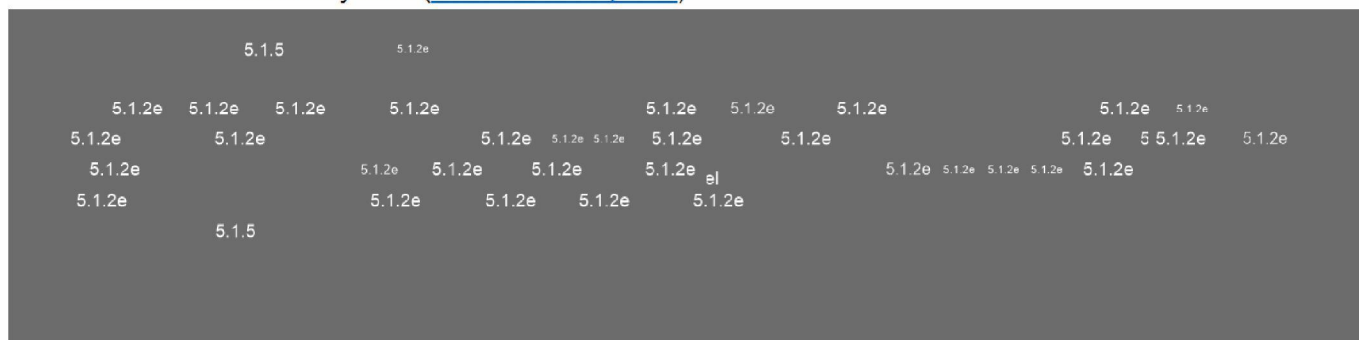 5.1.5 5.1.2e
5.1.2e 5.1.2e 5.1.2e 5.1.2e 5.1.2e 5.1.2e 5.1.2e 5.1.2e 5.1.2e
5.1.2e 5.1.2e 5.1.2e 5.1.2e 5.1.2e 5.1.2e 5.1.2e 5.1.2e 5 5.1.2e 5.1.2e
5.1.2e 5.1.2e 5.1.2e 5.1.2e 5.1.2e el 5.1.2e 5.1.2e 5.1.2e 5.1.2e 5.1.2e
5.1.2e 5.1.2e 5.1.2e 5.1.2e 5.1.2e
5.1.5